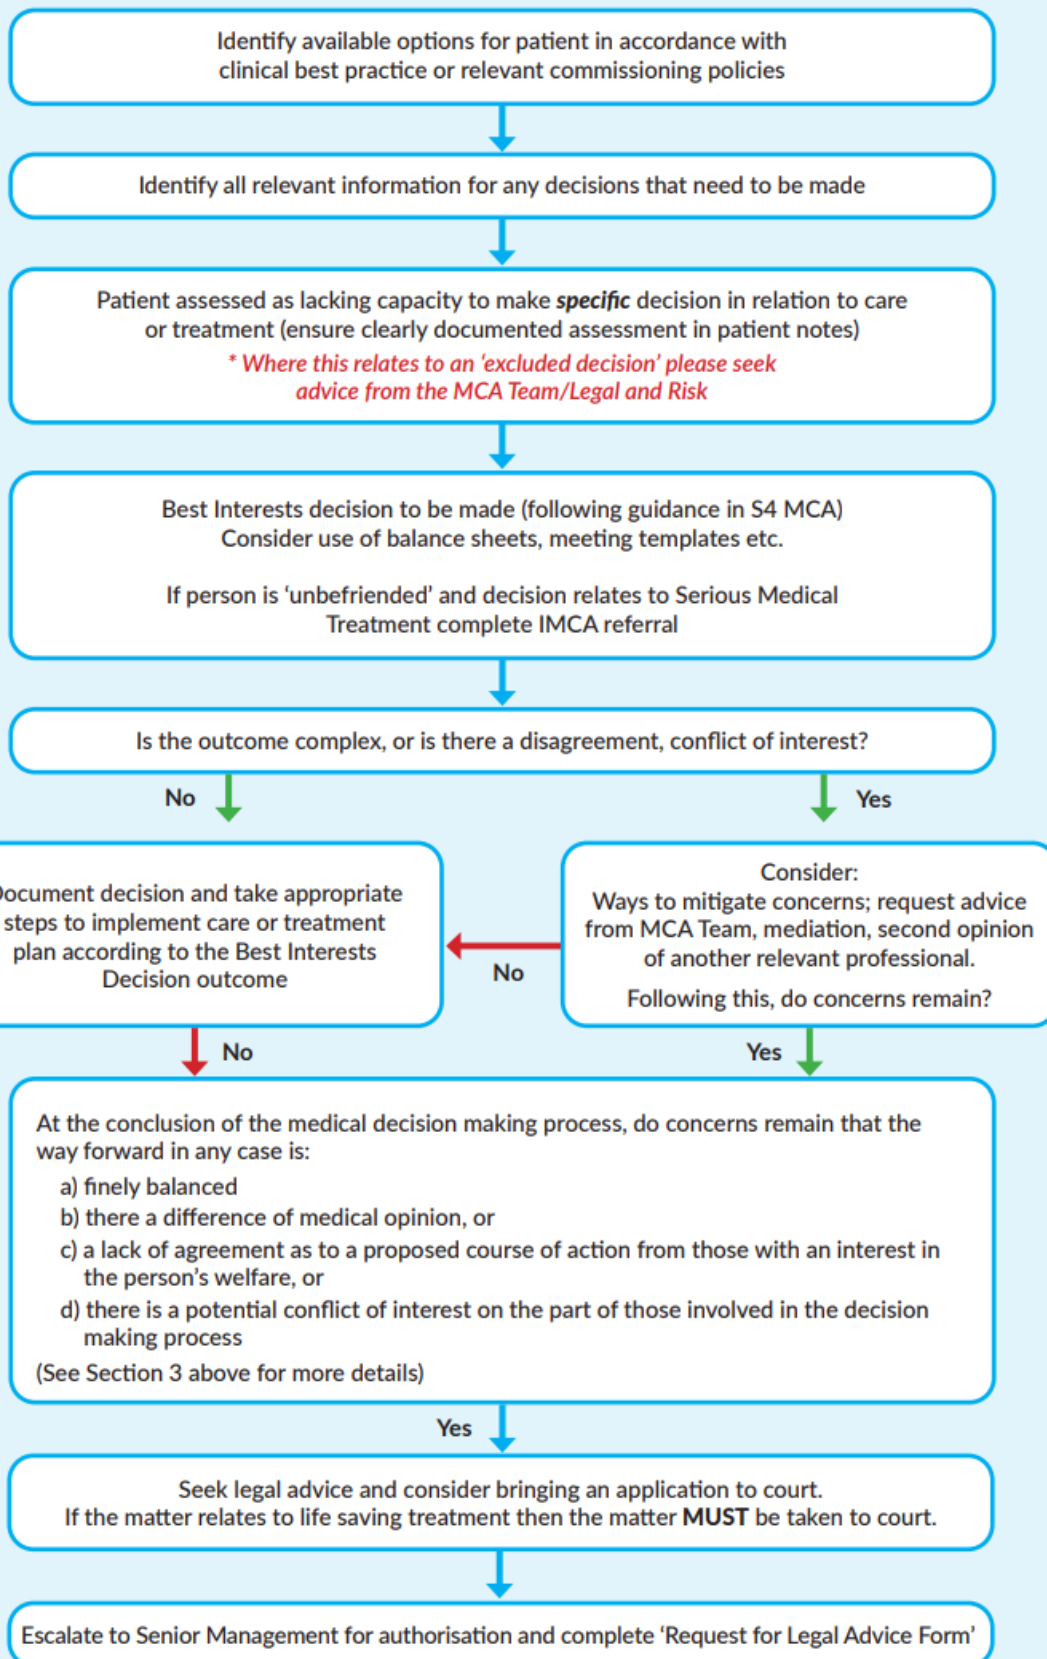 Identify available options for patient in accordance with
clinical best practice or relevant commissioning policies
Identify all relevant information for any decisions that need to be made
Patient assessed as lacking capacity to make specific decision in relation to care
or treatment (ensure clearly documented assessment in patient notes)
* Where this relates to an ‘excluded decision’ please seek
advice from the MCA Team/Legal and Risk
Best Interests decision to be made (following guidance in S4 MCA)
Consider use of balance sheets, meeting templates etc.
If person is ‘unbefriended’ and decision relates to Serious Medical
Treatment complete IMCA referral
Is the outcome complex, or is there a disagreement, conflict of interest?
No
Yes
Document decision and take appropriate
steps to implement care or treatment
plan according to the Best Interests
Decision outcome
No
Consider:
Ways to mitigate concerns; request advice
from MCA Team, mediation, second opinion
of another relevant professional.
Following this, do concerns remain?
No
Yes
At the conclusion of the medical decision making process, do concerns remain that the
way forward in any case is:
a) finely balanced
b) there a difference of medical opinion, or
c) a lack of agreement as to a proposed course of action from those with an interest in
the person’s welfare, or
d) there is a potential conflict of interest on the part of those involved in the decision
making process
(See Section 3 above for more details)
Yes
Seek legal advice and consider bringing an application to court.
If the matter relates to life saving treatment then the matter MUST be taken to court.
Escalate to Senior Management for authorisation and complete ‘Request for Legal Advice Form’